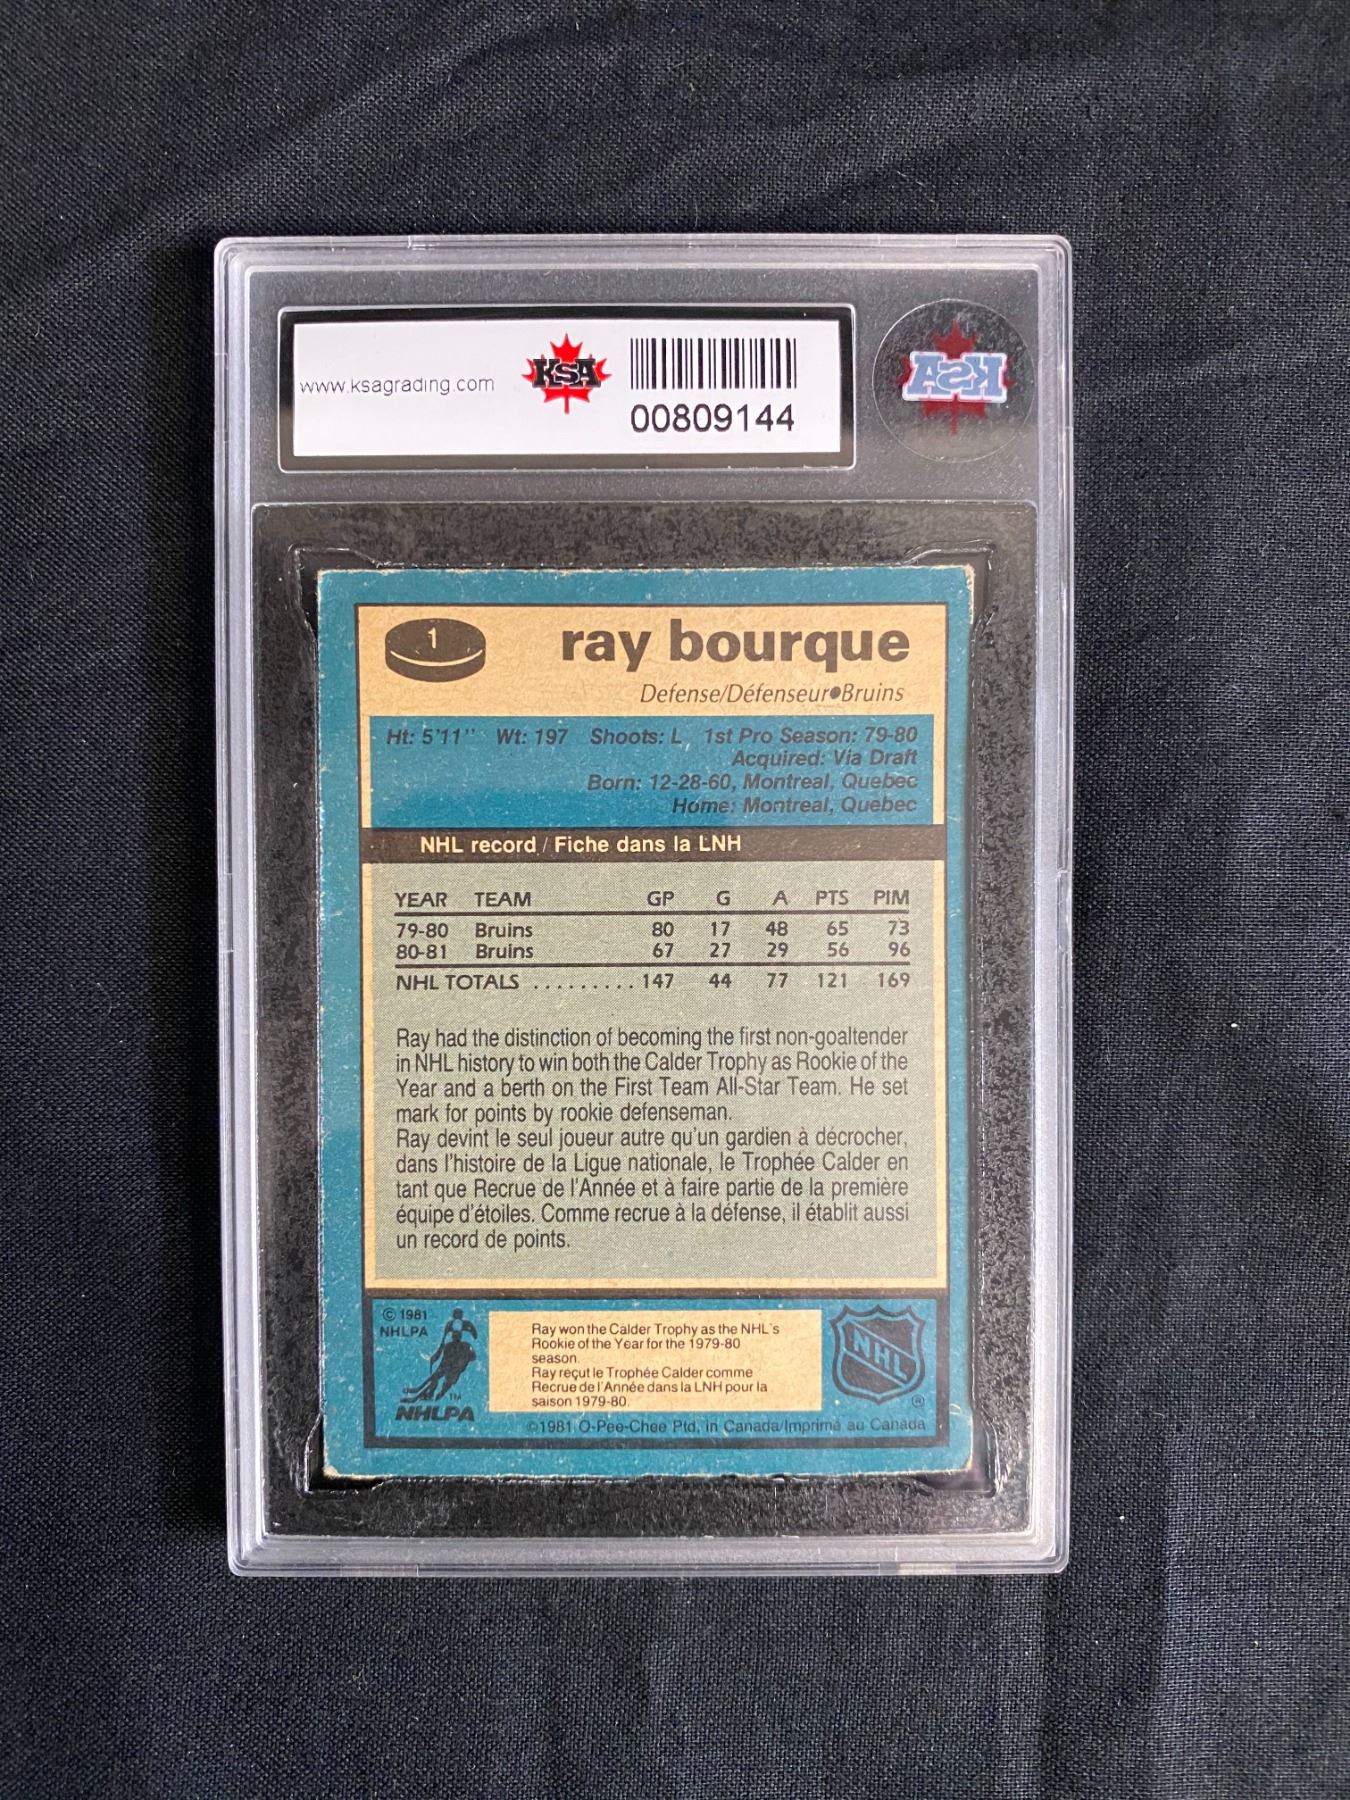 www.ksagrading.com
KSA
00809144
KSA
1
ray bourque
Defense/Défenseur●Bruins
Ht: 5'11" Wt: 197 Shoots: L 1st Pro Season: 79-80
Acquired: Via Draft
Born: 12-28-60, Montreal, Quebec
Home: Montreal, Quebec
NHL record / Fiche dans la LNH
YEAR TEAM GP G A PTS PIM
79-80 Bruins 80 17 48 65 73
80-81 Bruins 67 27 29 56 96
NHL TOTALS ......... 147 44 77 121 169
Ray had the distinction of becoming the first non-goaltender
in NHL history to win both the Calder Trophy as Rookie of the
Year and a berth on the First Team All-Star Team. He set
mark for points by rookie defenseman.
Ray devint le seul joueur autre qu'un gardien à décrocher,
dans l'histoire de la Ligue nationale, le Trophée Calder en
tant que Recrue de l'Année et à faire partie de la première
équipe d'étoiles. Comme recrue à la défense, il établit aussi
un record de points.
© 1981
NHLPA
TM
NHLPA
Ray won the Calder Trophy as the NHL's
Rookie of the Year for the 1979-80
season.
Ray reçut le Trophée Calder comme
Recrue de l'Année dans la LNH pour la
saison 1979-80.
NHL
®
©1981 O-Pee-Chee Ptd. in Canada/Imprimé au Canada